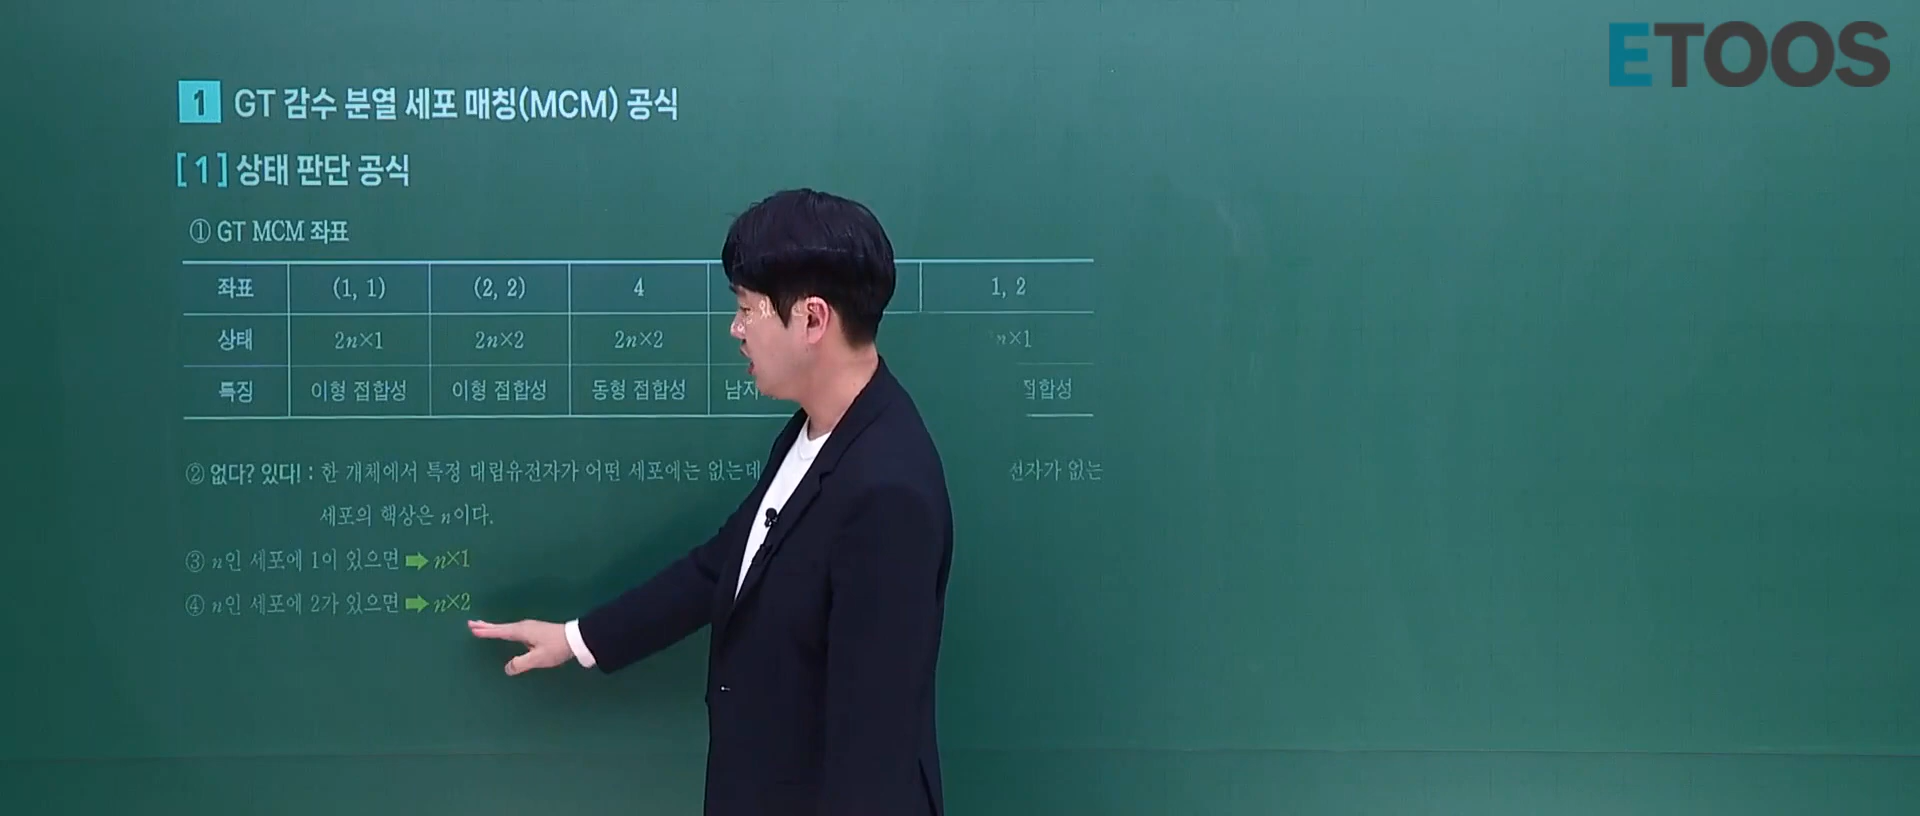 ETOOS
1 GT 감수 분열 세포 매칭(MCM) 공식
[1] 상태 판단 공식
① GT MCM 좌표
좌표 (1, 1) (2, 2) 4 1, 2
상태 2n×1 2n×2 2n×2 n×1
특징 이형 접합성 이형 접합성 동형 접합성 남자 접합성
② 없다? 있다! : 한 개체에서 특정 대립유전자가 어떤 세포에는 없는데 전자가 없는
세포의 핵상은 n이다.
③ n인 세포에 1이 있으면 ➡ n×1
④ n인 세포에 2가 있으면 ➡ n×2